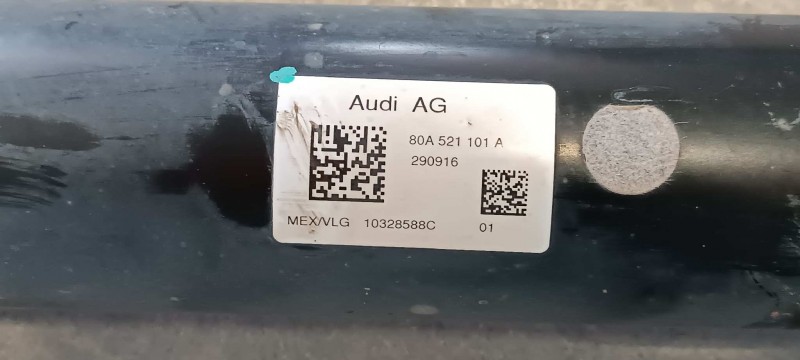 Audi AG
80A 521 101 A
290916
MEX/VLG 10328588C 01